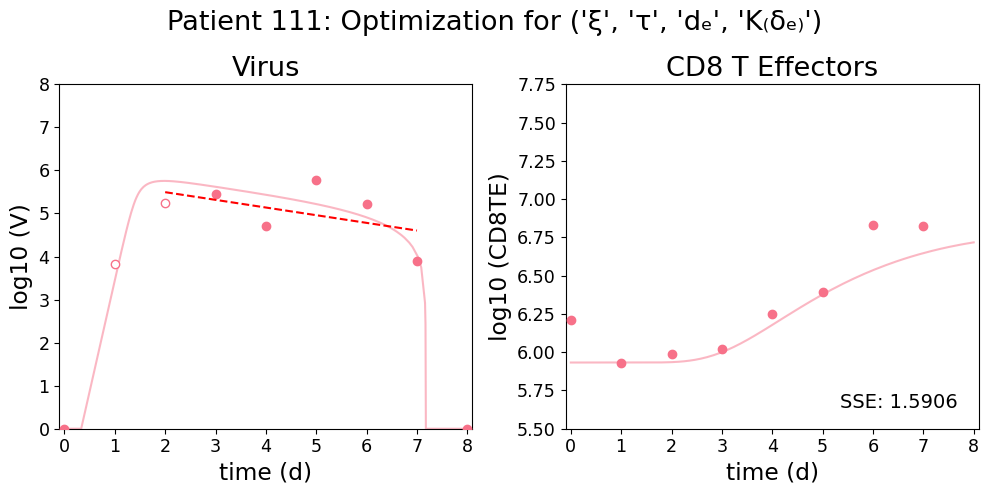 Patient 111: Optimization for ('ξ', 'τ', 'dₑ', 'K₍δₑ₎')
Virus
CD8 T Effectors
log10 (V)
8
7
6
5
4
3
2
1
0
0 1 2 3 4 5 6 7 8
time (d)
log10 (CD8TE)
7.75
7.50
7.25
7.00
6.75
6.50
6.25
6.00
5.75
5.50
SSE: 1.5906
0 1 2 3 4 5 6 7 8
time (d)